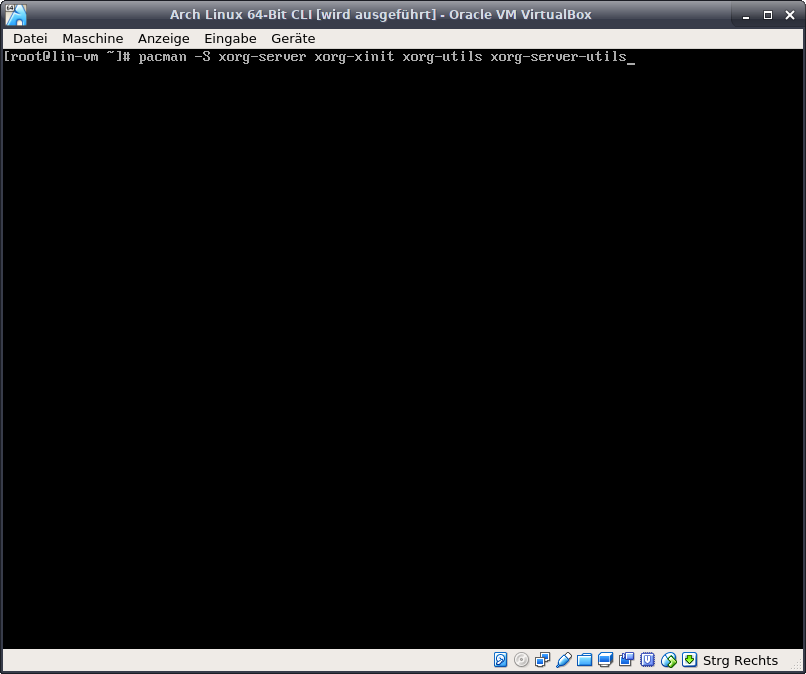 Arch Linux 64-Bit CLI [wird ausgeführt] - Oracle VM VirtualBox
Datei Maschine Anzeige Eingabe Geräte
[root@lin-vm ~]# pacman -S xorg-server xorg-xinit xorg-utils xorg-server-utils_
Strg Rechts